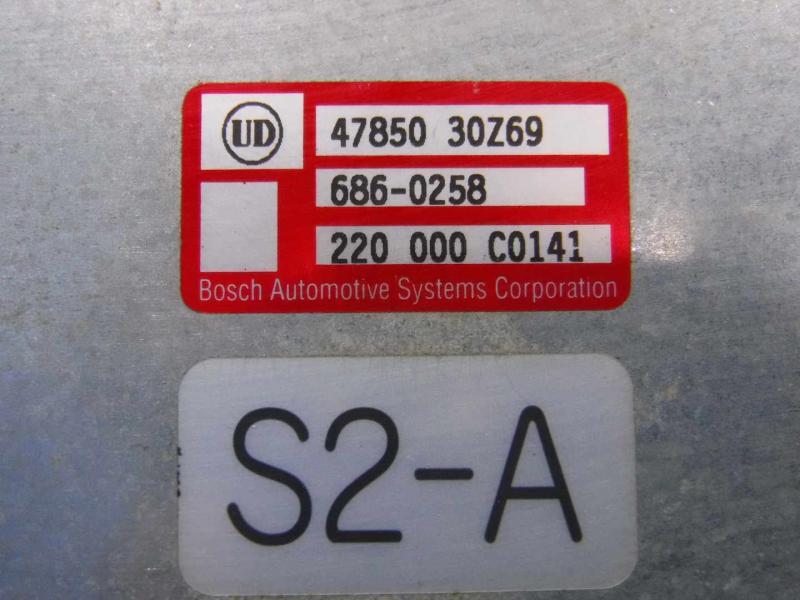 UD 47850 30Z69
686-0258
220 000 C0141
Bosch Automotive Systems Corporation
S2-A